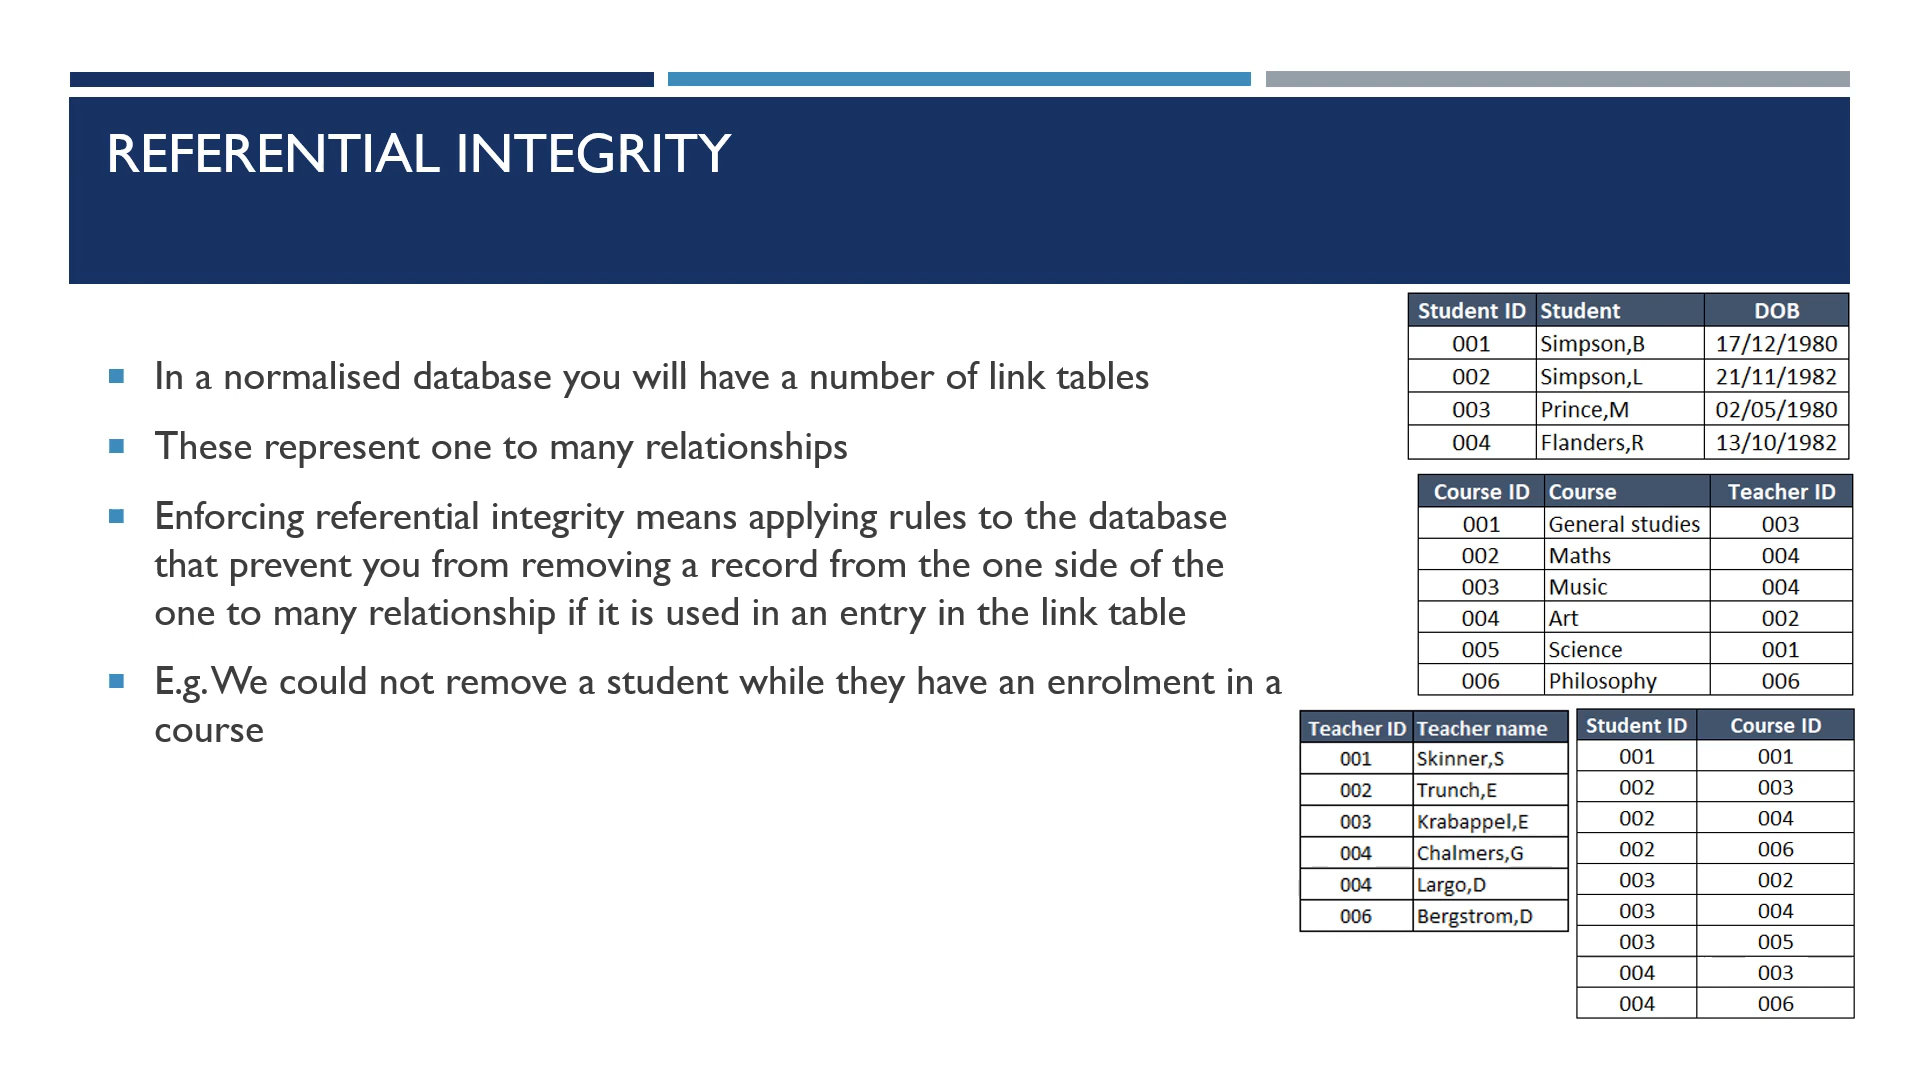 REFERENTIAL INTEGRITY
In a normalised database you will have a number of link tables
These represent one to many relationships
Enforcing referential integrity means applying rules to the database
that prevent you from removing a record from the one side of the
one to many relationship if it is used in an entry in the link table
E.g. We could not remove a student while they have an enrolment in a
course
Student ID Student DOB
001 Simpson,B 17/12/1980
002 Simpson,L 21/11/1982
003 Prince,M 02/05/1980
004 Flanders,R 13/10/1982
Course ID Course Teacher ID
001 General studies 003
002 Maths 004
003 Music 004
004 Art 002
005 Science 001
006 Philosophy 006
Teacher ID Teacher name
001 Skinner,S
002 Trunch,E
003 Krabappel,E
004 Chalmers,G
004 Largo,D
006 Bergstrom,D
Student ID Course ID
001 001
002 003
002 004
002 006
003 002
003 004
003 005
004 003
004 006